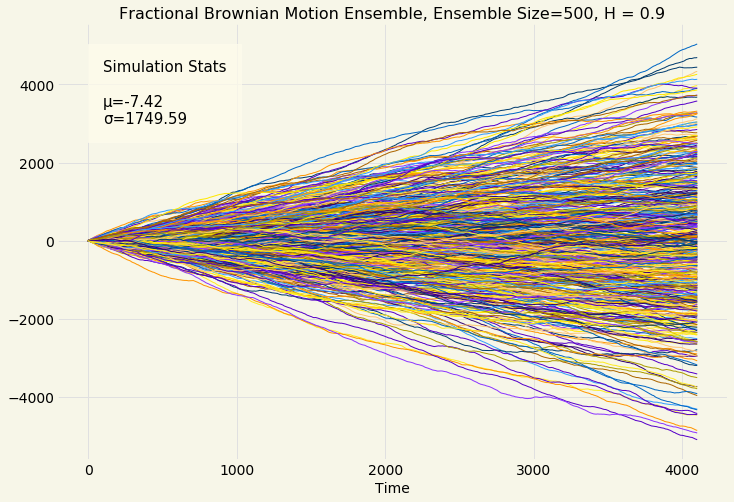 Fractional Brownian Motion Ensemble, Ensemble Size=500, H = 0.9
Simulation Stats
μ=-7.42
σ=1749.59
4000
2000
0
−2000
−4000
0 1000 2000 3000 4000
Time